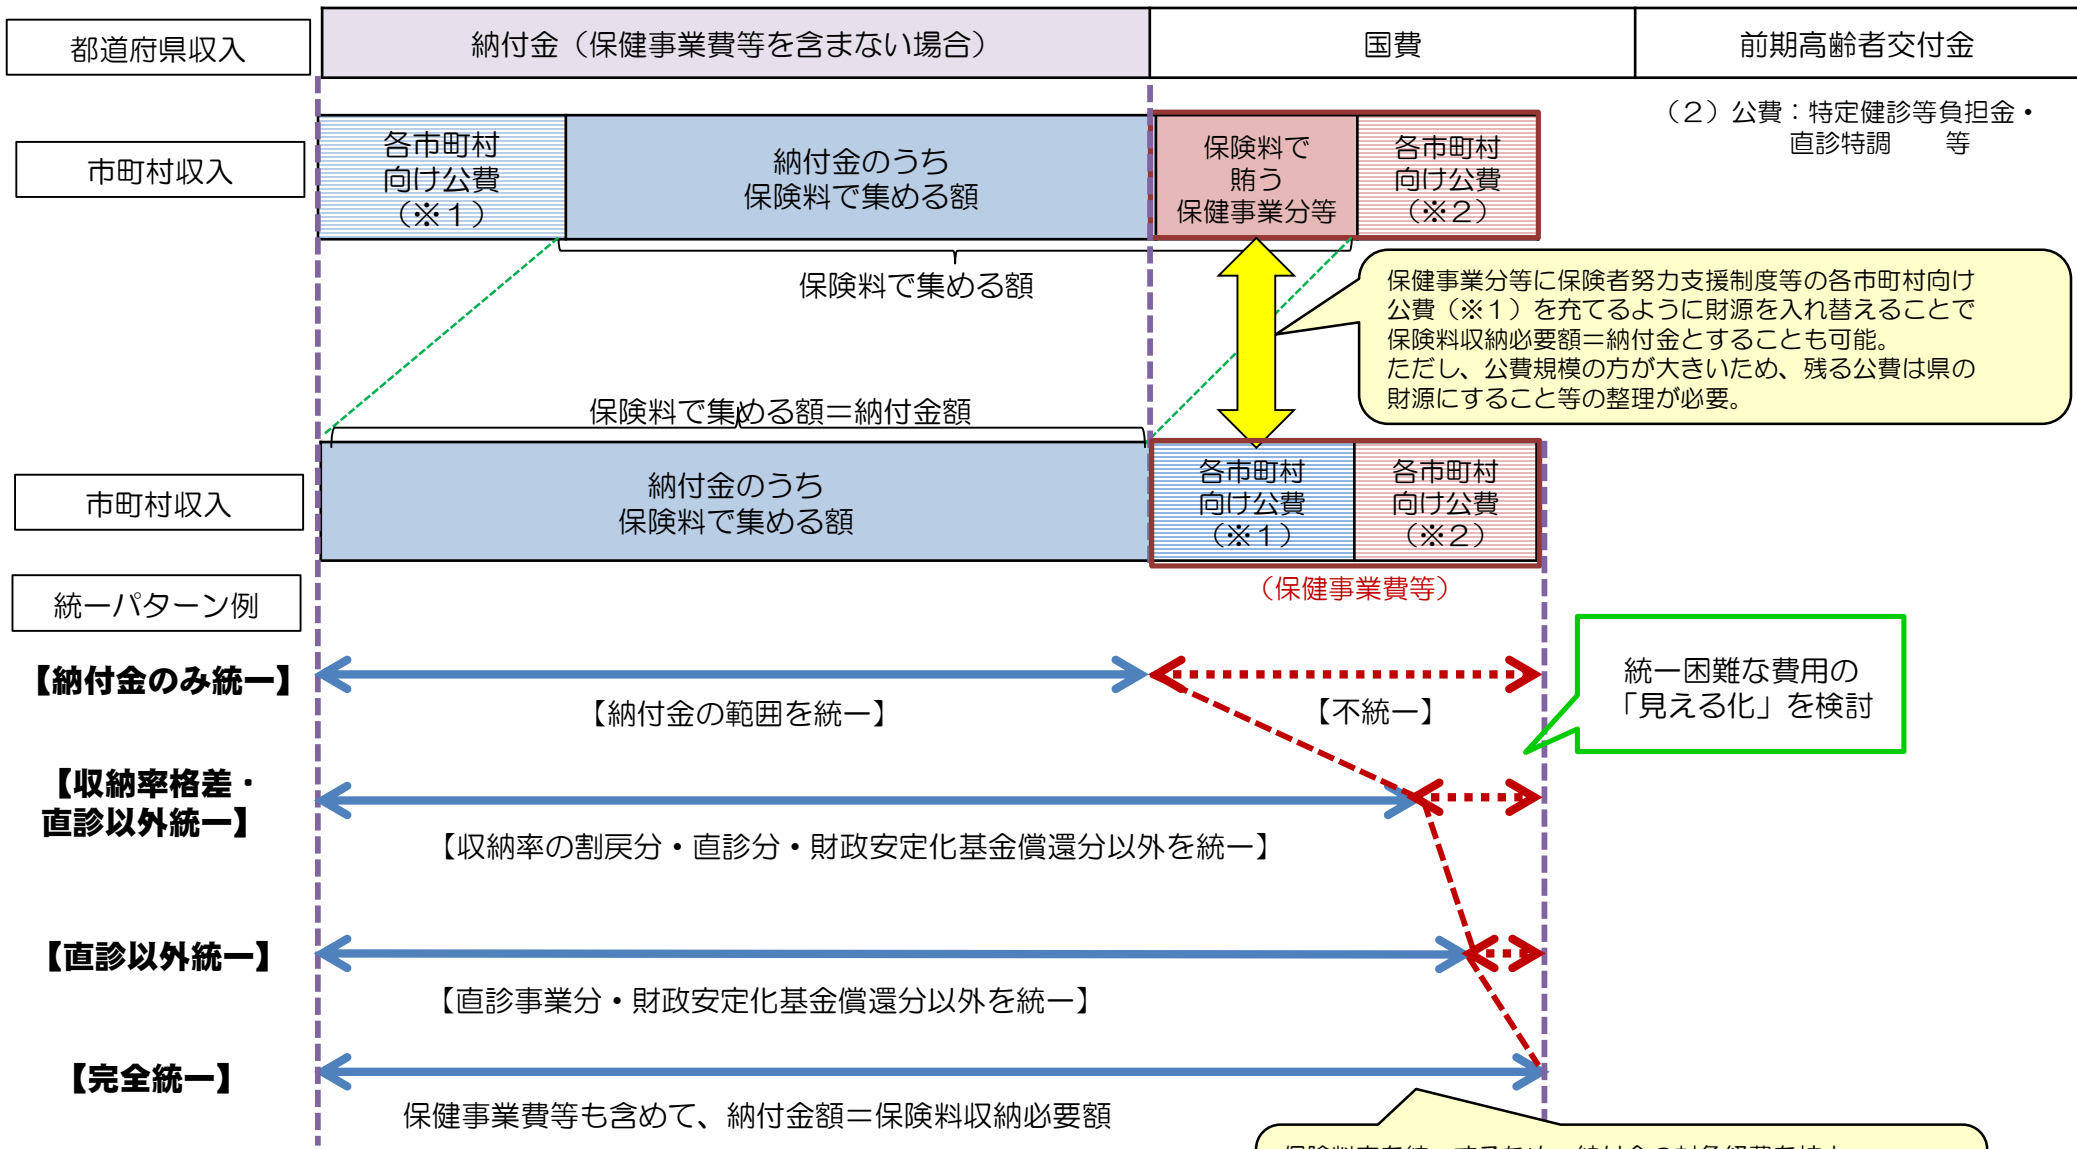 都道府県収入
納付金（保健事業費等を含まない場合）
国費
前期高齢者交付金
（２）公費：特定健診等負担金・
直診特調　　等
市町村収入
各市町村
向け公費
（※１）
納付金のうち
保険料で集める額
保険料で
賄う
保健事業分等
各市町村
向け公費
（※２）
保険料で集める額
保健事業分等に保険者努力支援制度等の各市町村向け
公費（※１）を充てるように財源を入れ替えることで
保険料収納必要額＝納付金とすることも可能。
ただし、公費規模の方が大きいため、残る公費は県の
財源にすること等の整理が必要。
保険料で集める額＝納付金額
市町村収入
納付金のうち
保険料で集める額
各市町村
向け公費
（※１）
各市町村
向け公費
（※２）
（保健事業費等）
統一パターン例
【納付金のみ統一】
【納付金の範囲を統一】
【不統一】
統一困難な費用の
「見える化」を検討
【収納率格差・
直診以外統一】
【収納率の割戻分・直診分・財政安定化基金償還分以外を統一】
【直診以外統一】
【直診事業分・財政安定化基金償還分以外を統一】
【完全統一】
保健事業費等も含めて、納付金額＝保険料収納必要額